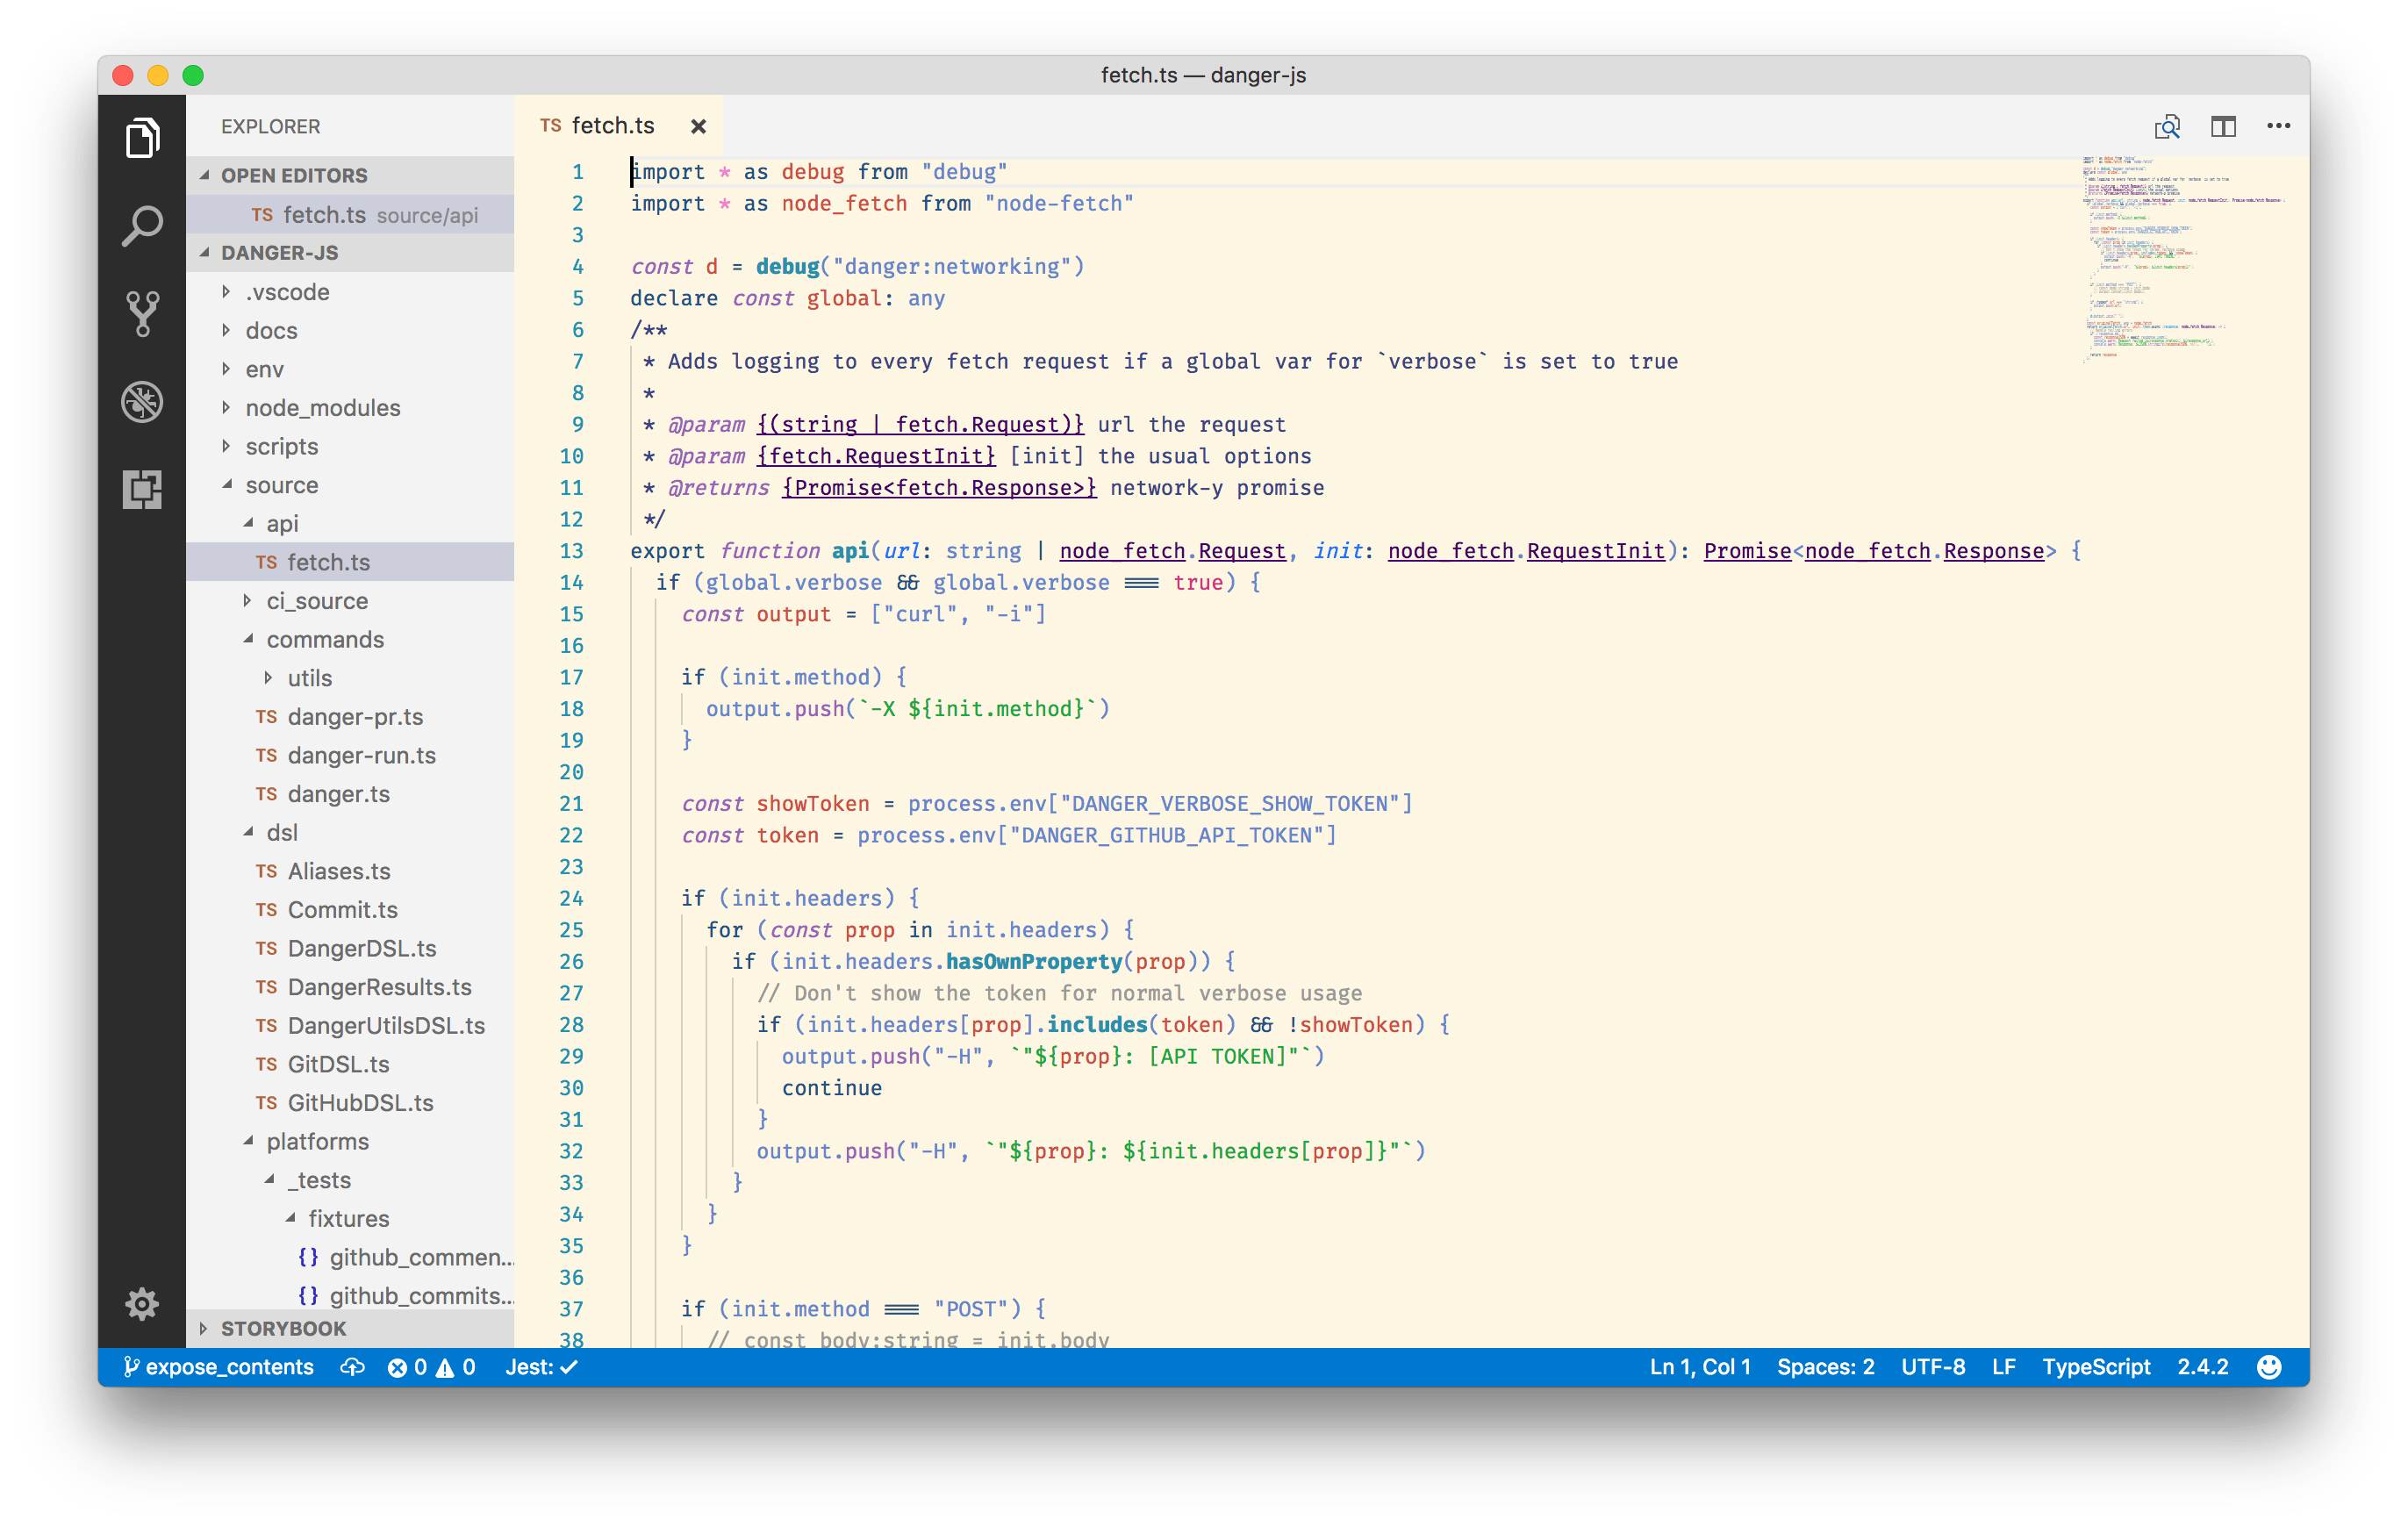 fetch.ts — danger-js
EXPLORER
OPEN EDITORS
TS fetch.ts source/api
DANGER-JS
.vscode
docs
env
node_modules
scripts
source
api
TS fetch.ts
ci_source
commands
utils
TS danger-pr.ts
TS danger-run.ts
TS danger.ts
dsl
TS Aliases.ts
TS Commit.ts
TS DangerDSL.ts
TS DangerResults.ts
TS DangerUtilsDSL.ts
TS GitDSL.ts
TS GitHubDSL.ts
platforms
_tests
fixtures
{} github_commen...
{} github_commits...
STORYBOOK
TS fetch.ts ×
1 import * as debug from "debug"
2 import * as node_fetch from "node-fetch"
3
4 const d = debug("danger:networking")
5 declare const global: any
6 /**
7 * Adds logging to every fetch request if a global var for `verbose` is set to true
8 *
9 * @param {(string | fetch.Request)} url the request
10 * @param {fetch.RequestInit} [init] the usual options
11 * @returns {Promise<fetch.Response>} network-y promise
12 */
13 export function api(url: string | node_fetch.Request, init: node_fetch.RequestInit): Promise<node_fetch.Response> {
14 if (global.verbose && global.verbose === true) {
15 const output = ["curl", "-i"]
16
17 if (init.method) {
18 output.push(`-X ${init.method}`)
19 }
20
21 const showToken = process.env["DANGER_VERBOSE_SHOW_TOKEN"]
22 const token = process.env["DANGER_GITHUB_API_TOKEN"]
23
24 if (init.headers) {
25 for (const prop in init.headers) {
26 if (init.headers.hasOwnProperty(prop)) {
27 // Don't show the token for normal verbose usage
28 if (init.headers[prop].includes(token) && !showToken) {
29 output.push("-H", `"${prop}: [API TOKEN]"`)
30 continue
31 }
32 output.push("-H", `"${prop}: ${init.headers[prop]}"`)
33 }
34 }
35 }
36
37 if (init.method === "POST") {
38 // const body:string = init.body
expose_contents 0 0 Jest: ✓ Ln 1, Col 1 Spaces: 2 UTF-8 LF TypeScript 2.4.2